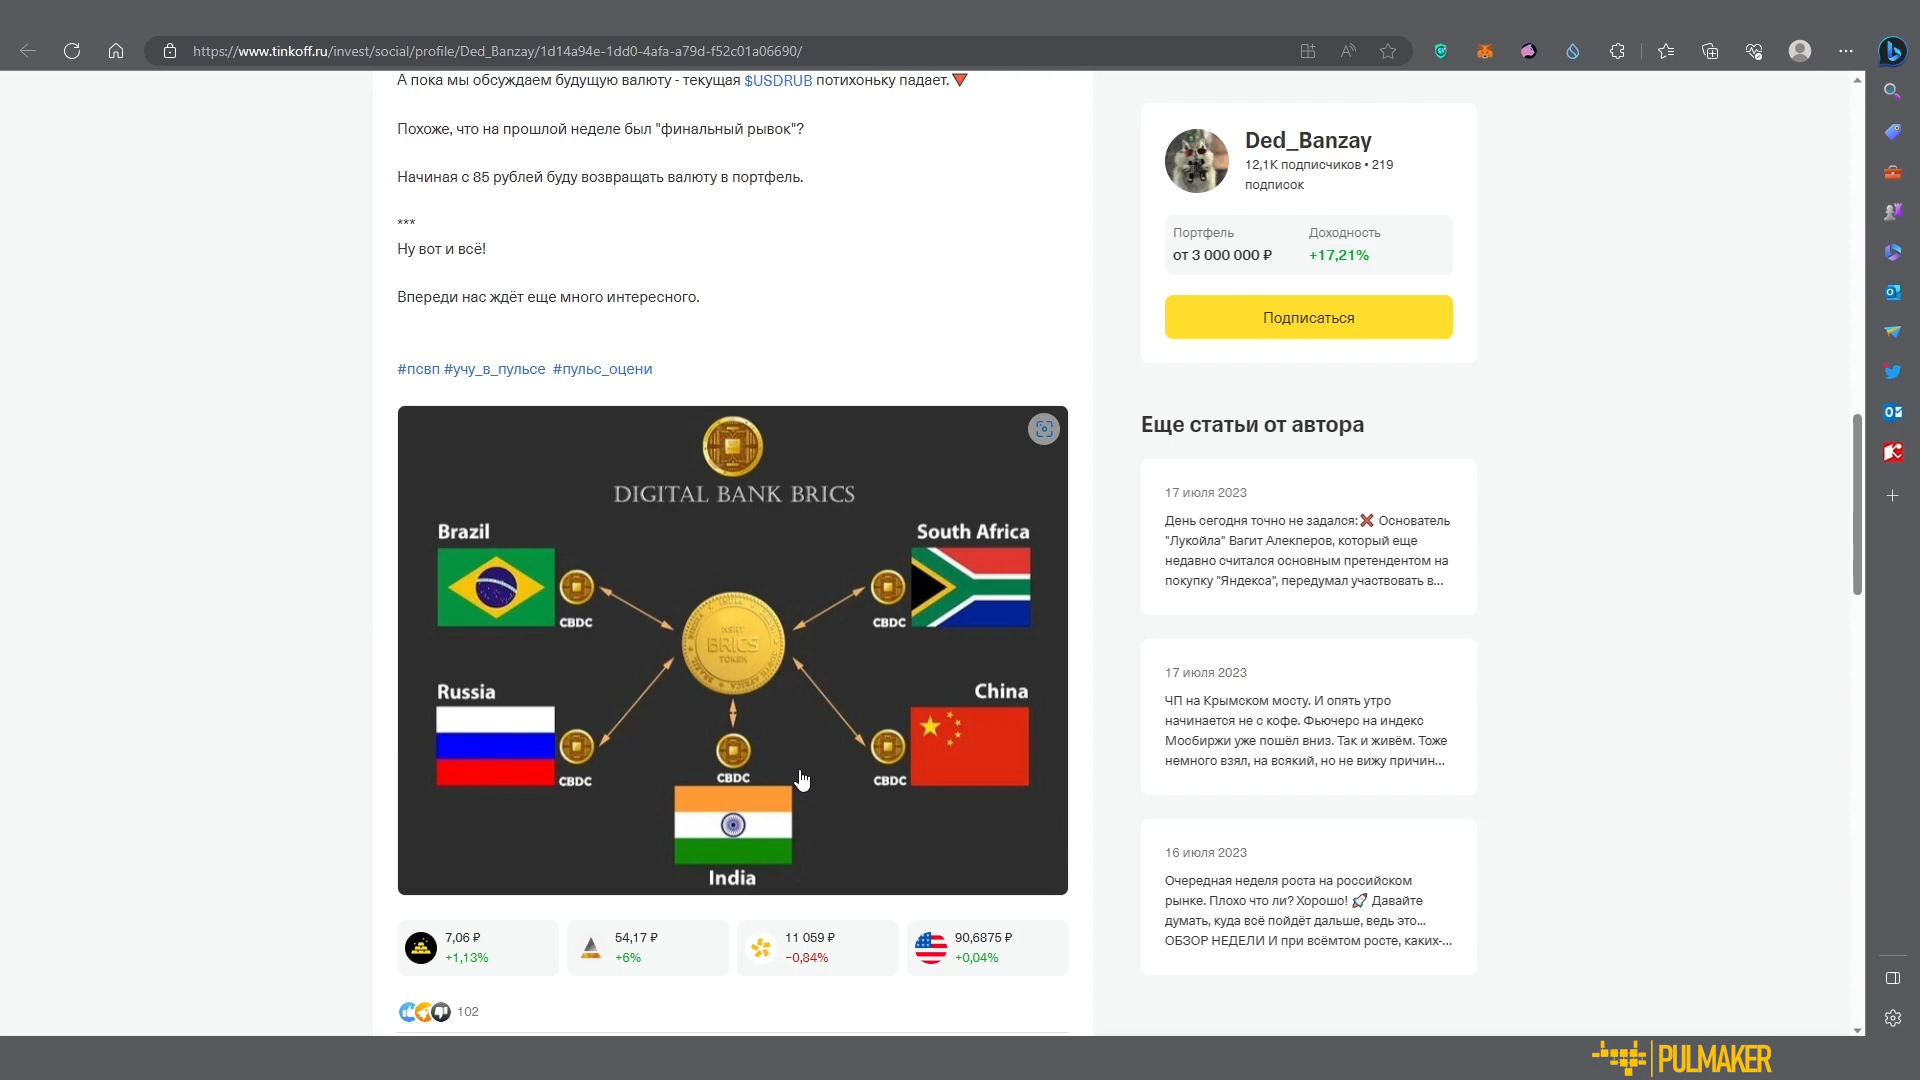 https://www.tinkoff.ru/invest/social/profile/Ded_Banzay/1d14a94e-1dd0-4afa-a79d-f52c01a06690/
А пока мы обсуждаем будущую валюту - текущая $USDRUB потихоньку падает.
Похоже, что на прошлой неделе был "финальный рывок"?
Начиная с 85 рублей буду возвращать валюту в портфель.
***
Ну вот и всё!
Впереди нас ждёт еще много интересного.
#псвп #учу_в_пульсе #пульс_оцени
DIGITAL BANK BRICS
Brazil
South Africa
CBDC
CBDC
BRICS
TOKEN
Russia
China
CBDC
CBDC
CBDC
India
7,06 ₽
+1,13%
54,17 ₽
+6%
11 059 ₽
−0,84%
90,6875 ₽
+0,04%
102
Ded_Banzay
12,1K подписчиков • 219
подписок
Портфель
Доходность
от 3 000 000 ₽
+17,21%
Подписаться
Еще статьи от автора
17 июля 2023
День сегодня точно не задался:❌ Основатель
"Лукойла" Вагит Алекперов, который еще
недавно считался основным претендентом на
покупку "Яндекса", передумал участвовать в...
17 июля 2023
ЧП на Крымском мосту. И опять утро
начинается не с кофе. Фьючерс на индекс
Мосбиржи уже пошёл вниз. Так и живём. Тоже
немного взял, на всякий, но не вижу причин...
16 июля 2023
Очередная неделя роста на российском
рынке. Плохо что ли? Хорошо! 🚀 Давайте
думать, куда всё пойдёт дальше, ведь это...
ОБЗОР НЕДЕЛИ И при всёмтом росте, каких-...
PULMAKER